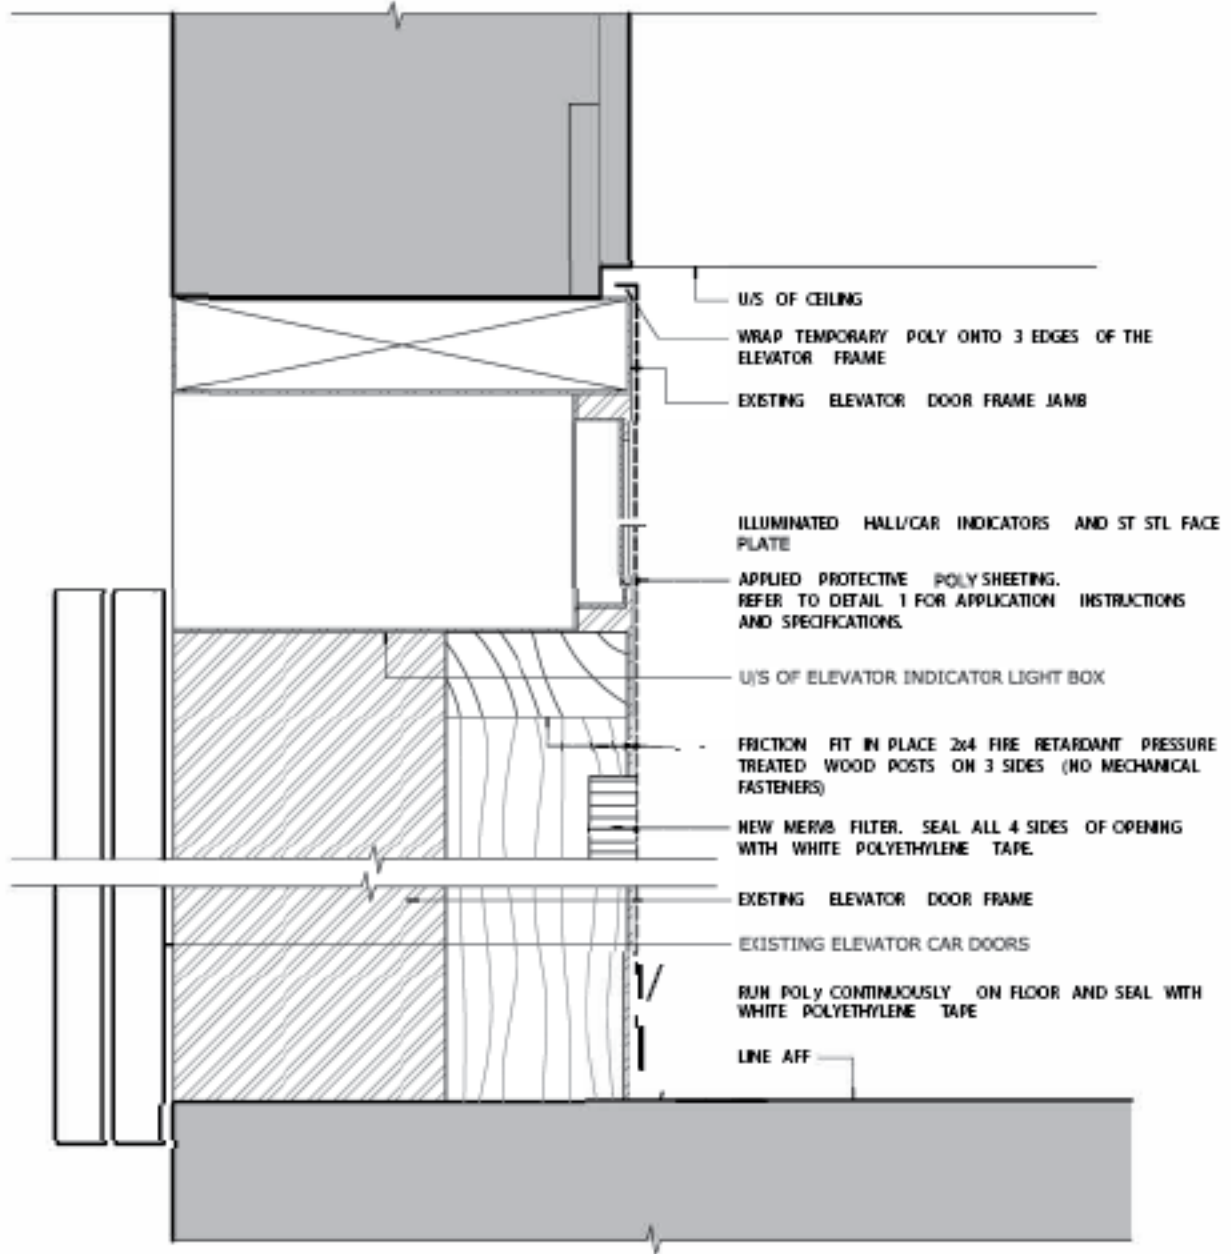 U/S OF CEILING
WRAP TEMPORARY POLY ONTO 3 EDGES OF THE
ELEVATOR FRAME
EXISTING ELEVATOR DOOR FRAME JAMB
ILLUMINATED HALL/CAR INDICATORS AND ST STL FACE
PLATE
APPLIED PROTECTIVE POLY SHEETING.
REFER TO DETAIL 1 FOR APPLICATION INSTRUCTIONS
AND SPECIFICATIONS.
U/S OF ELEVATOR INDICATOR LIGHT BOX
FRICTION FIT IN PLACE 2x4 FIRE RETARDANT PRESSURE
TREATED WOOD POSTS ON 3 SIDES (NO MECHANICAL
FASTENERS)
NEW MERV8 FILTER. SEAL ALL 4 SIDES OF OPENING
WITH WHITE POLYETHYLENE TAPE.
EXISTING ELEVATOR DOOR FRAME
EXISTING ELEVATOR CAR DOORS
RUN POLy CONTINUOUSLY ON FLOOR AND SEAL WITH
WHITE POLYETHYLENE TAPE
LINE AFF